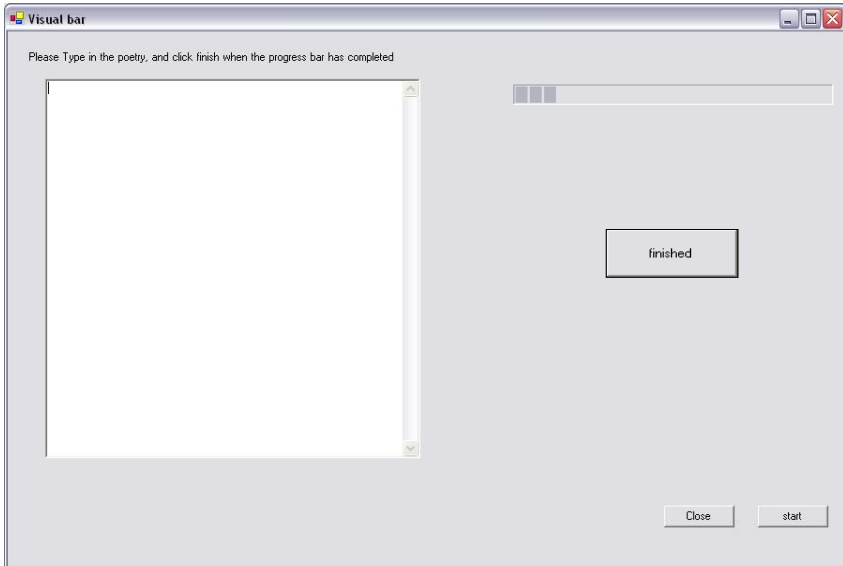 Visual bar
Please Type in the poetry, and click finish when the progress bar has completed
finished
Close
start